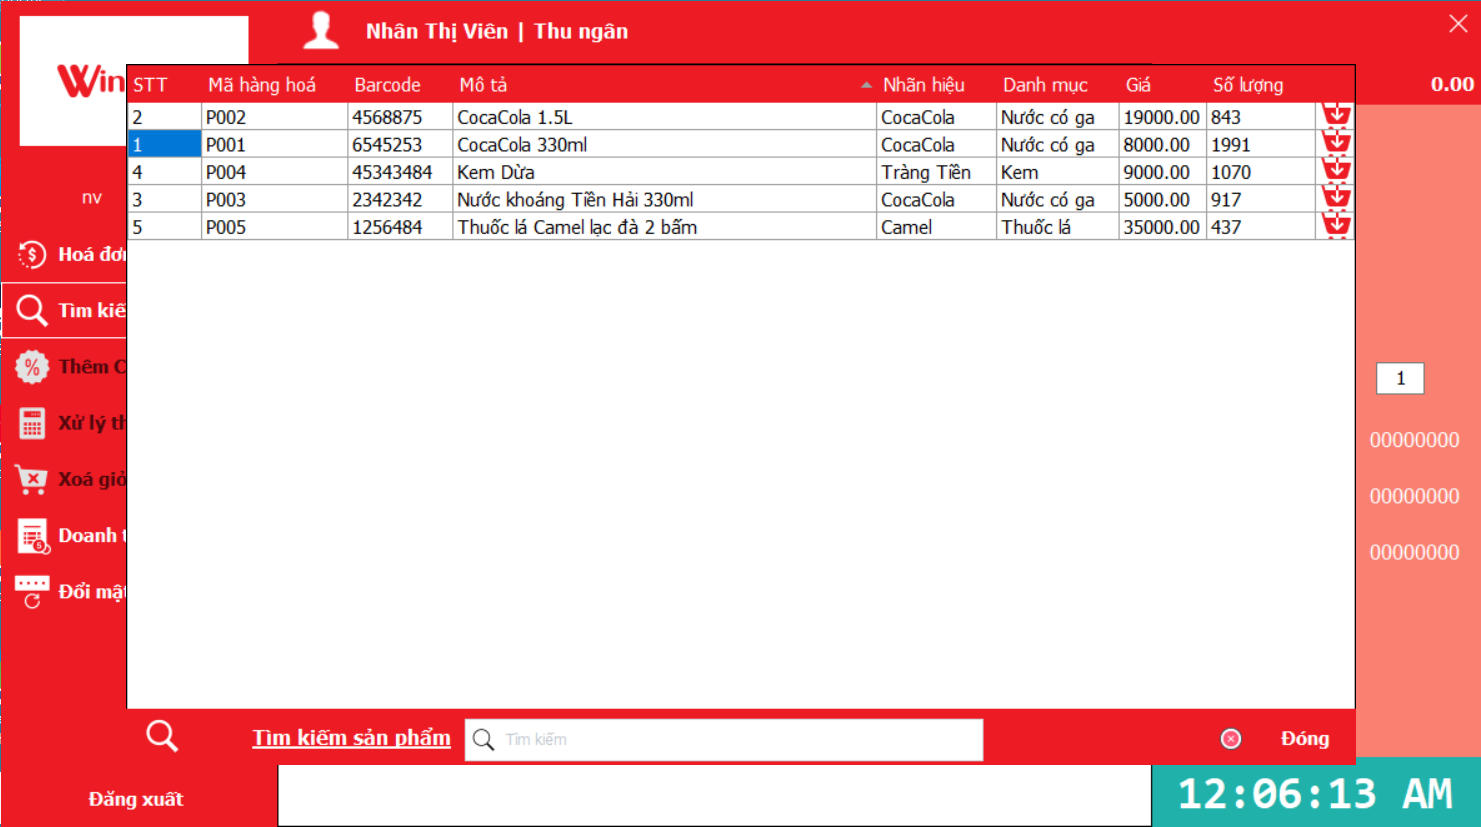 Nhân Thị Viên | Thu ngân
Win
STT Mã hàng hoá Barcode Mô tả Nhãn hiệu Danh mục Giá Số lượng
0.00
2 P002 4568875 CocaCola 1.5L CocaCola Nước có ga 19000.00 843
1 P001 6545253 CocaCola 330ml CocaCola Nước có ga 8000.00 1991
4 P004 45343484 Kem Dừa Tràng Tiền Kem 9000.00 1070
3 P003 2342342 Nước khoáng Tiền Hải 330ml CocaCola Nước có ga 5000.00 917
5 P005 1256484 Thuốc lá Camel lạc đà 2 bấm Camel Thuốc lá 35000.00 437
nv
Hoá đơn
Tìm kiế
Thêm C
Xử lý th
Xoá giỏ
Doanh t
Đổi mật
1
00000000
00000000
00000000
Tìm kiếm sản phẩm
Tìm kiếm
Đóng
Đăng xuất
12:06:13 AM